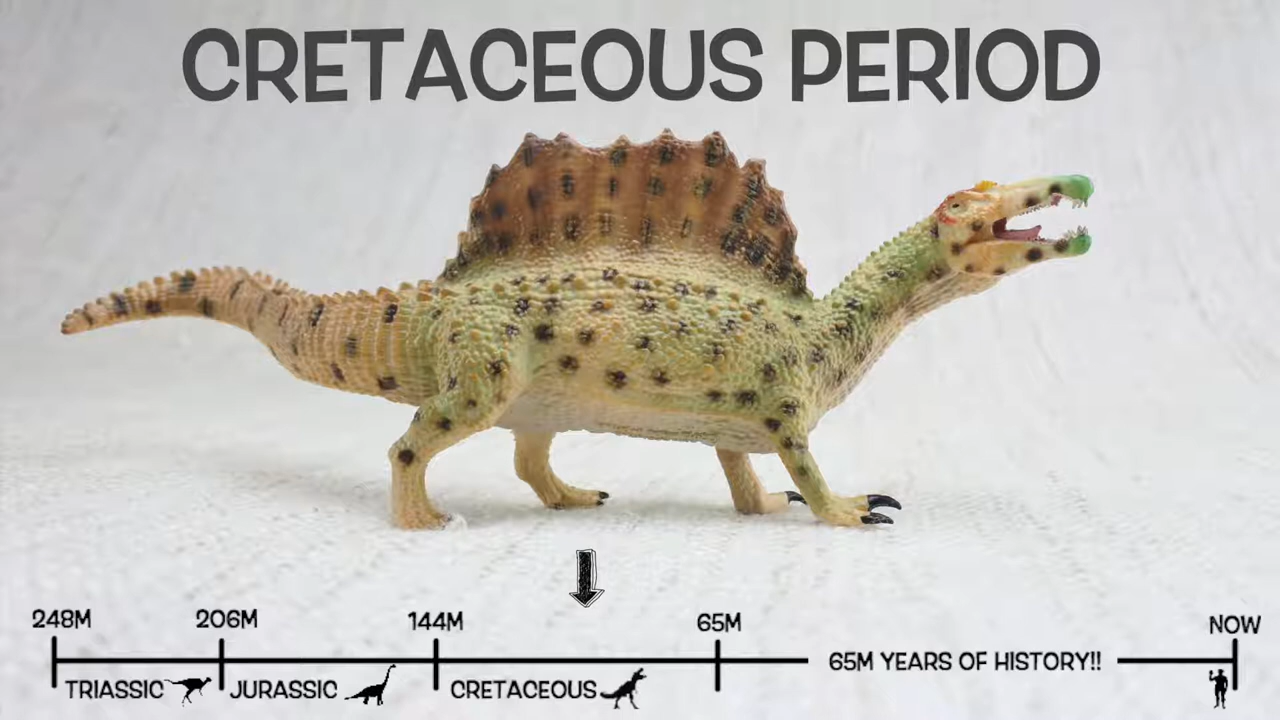 CRETACEOUS PERIOD
248M 206M 144M 65M NOW
65M YEARS OF HISTORY!!
TRIASSIC JURASSIC CRETACEOUS